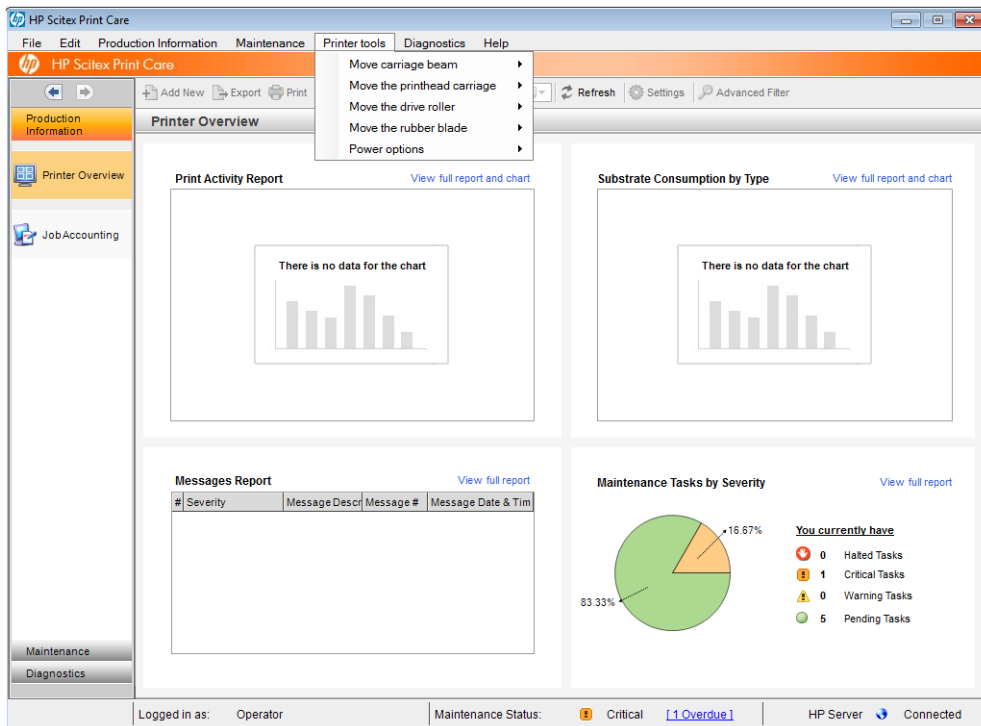 HP Scitex Print Care
File Edit Production Information Maintenance Printer tools Diagnostics Help
HP Scitex Print Care
Move carriage beam
Move the printhead carriage
Move the drive roller
Move the rubber blade
Power options
Add New Export Print Refresh Settings Advanced Filter
Production
Information
Printer Overview
Job Accounting
Maintenance
Diagnostics
Printer Overview
Print Activity Report View full report and chart
There is no data for the chart
Substrate Consumption by Type View full report and chart
There is no data for the chart
Messages Report View full report
# Severity Message Descr Message # Message Date & Tim
Maintenance Tasks by Severity View full report
16.67%
83.33%
You currently have
0 Halted Tasks
1 Critical Tasks
0 Warning Tasks
5 Pending Tasks
Logged in as: Operator Maintenance Status: Critical [ 1 Overdue ] HP Server Connected